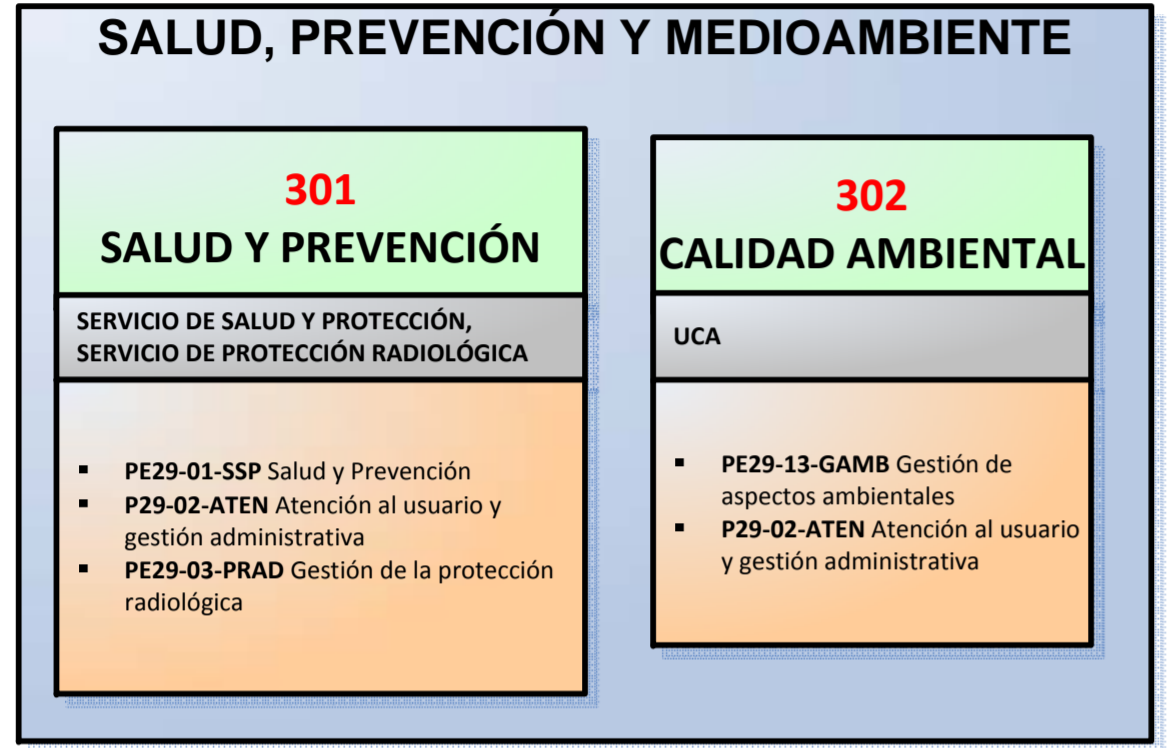 SALUD, PREVENCIÓN Y MEDIOAMBIENTE
301
SALUD Y PREVENCIÓN
SERVICIO DE SALUD Y PROTECCIÓN,
SERVICIO DE PROTECCIÓN RADIOLÓGICA
▪ PE29-01-SSP Salud y Prevención
▪ P29-02-ATEN Atención al usuario y
gestión administrativa
▪ PE29-03-PRAD Gestión de la protección
radiológica
302
CALIDAD AMBIENTAL
UCA
▪ PE29-13-GAMB Gestión de
aspectos ambientales
▪ P29-02-ATEN Atención al usuario
y gestión administrativa